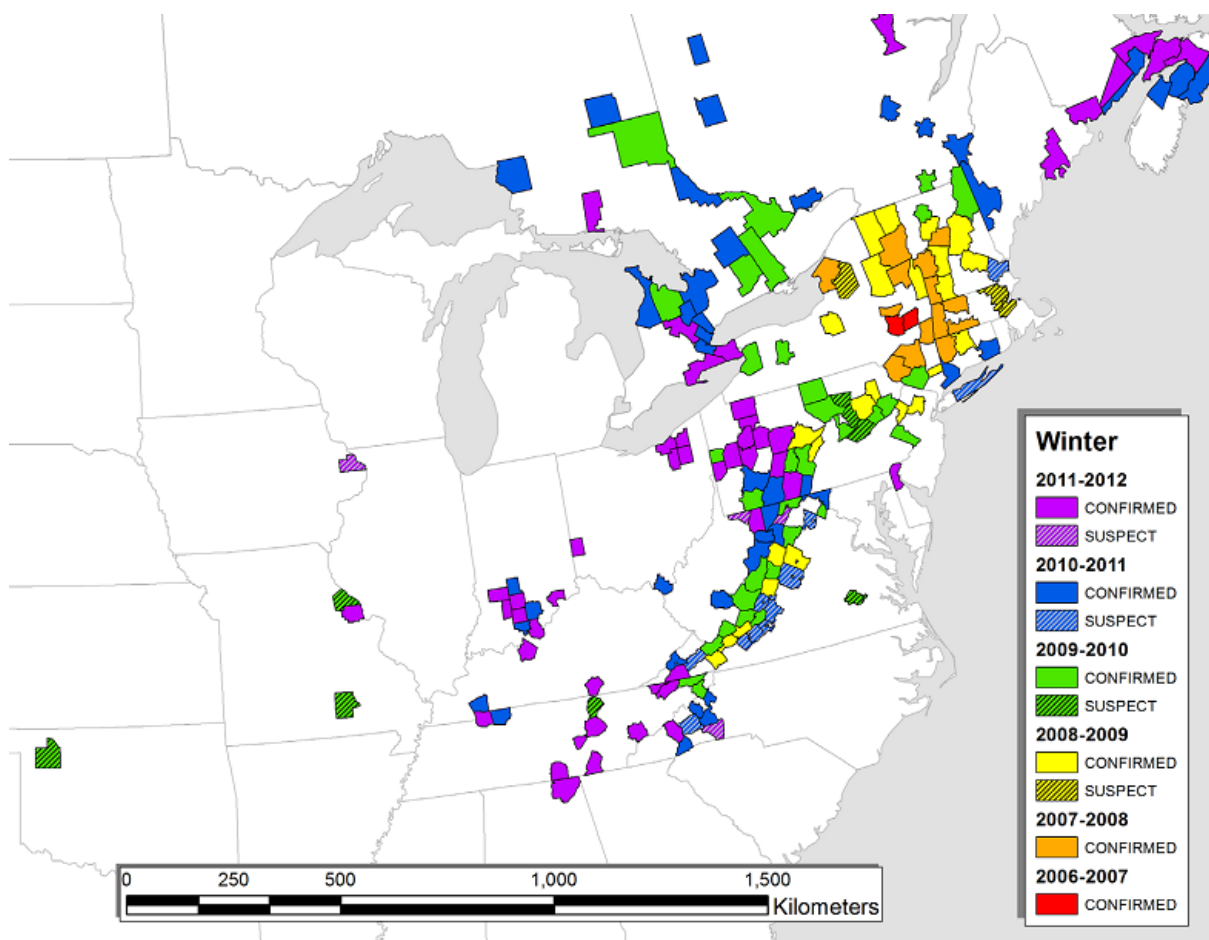 Winter
2011-2012
CONFIRMED
SUSPECT
2010-2011
CONFIRMED
SUSPECT
2009-2010
CONFIRMED
SUSPECT
2008-2009
CONFIRMED
SUSPECT
2007-2008
CONFIRMED
2006-2007
CONFIRMED
0 250 500 1,000 1,500
Kilometers